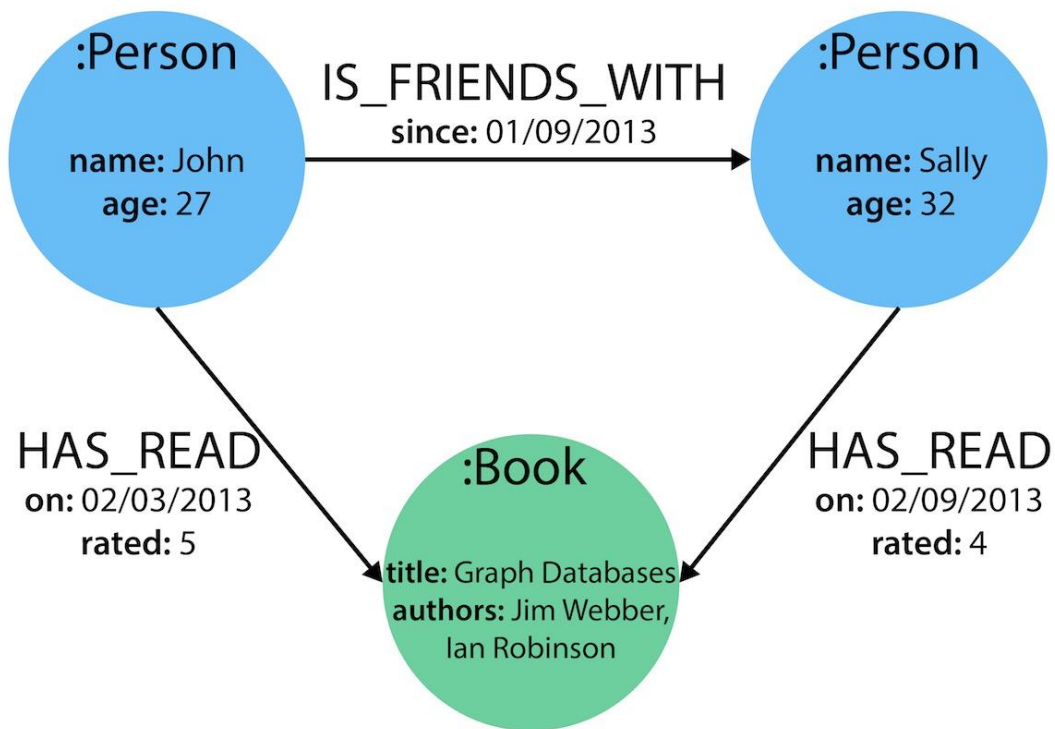 :Person
name: John
age: 27
IS_FRIENDS_WITH
since: 01/09/2013
:Person
name: Sally
age: 32
HAS_READ
on: 02/03/2013
rated: 5
:Book
title: Graph Databases
authors: Jim Webber,
Ian Robinson
HAS_READ
on: 02/09/2013
rated: 4